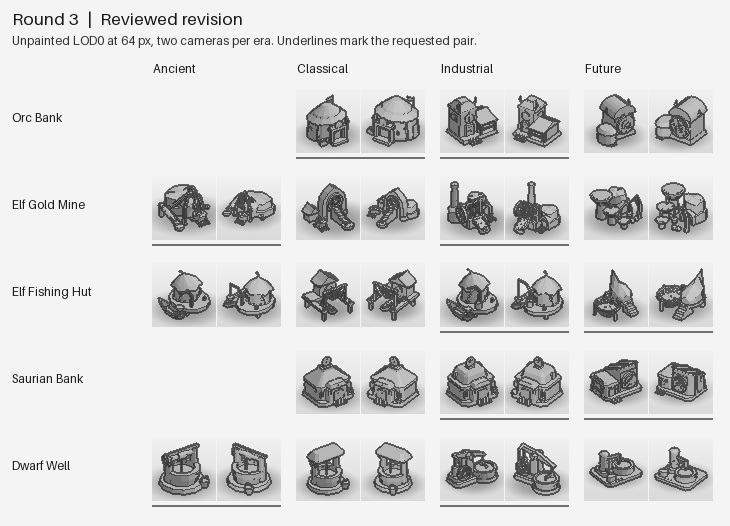 Round 3 | Reviewed revision
Unpainted LOD0 at 64 px, two cameras per era. Underlines mark the requested pair.
Ancient Classical Industrial Future
Orc Bank
Elf Gold Mine
Elf Fishing Hut
Saurian Bank
Dwarf Well